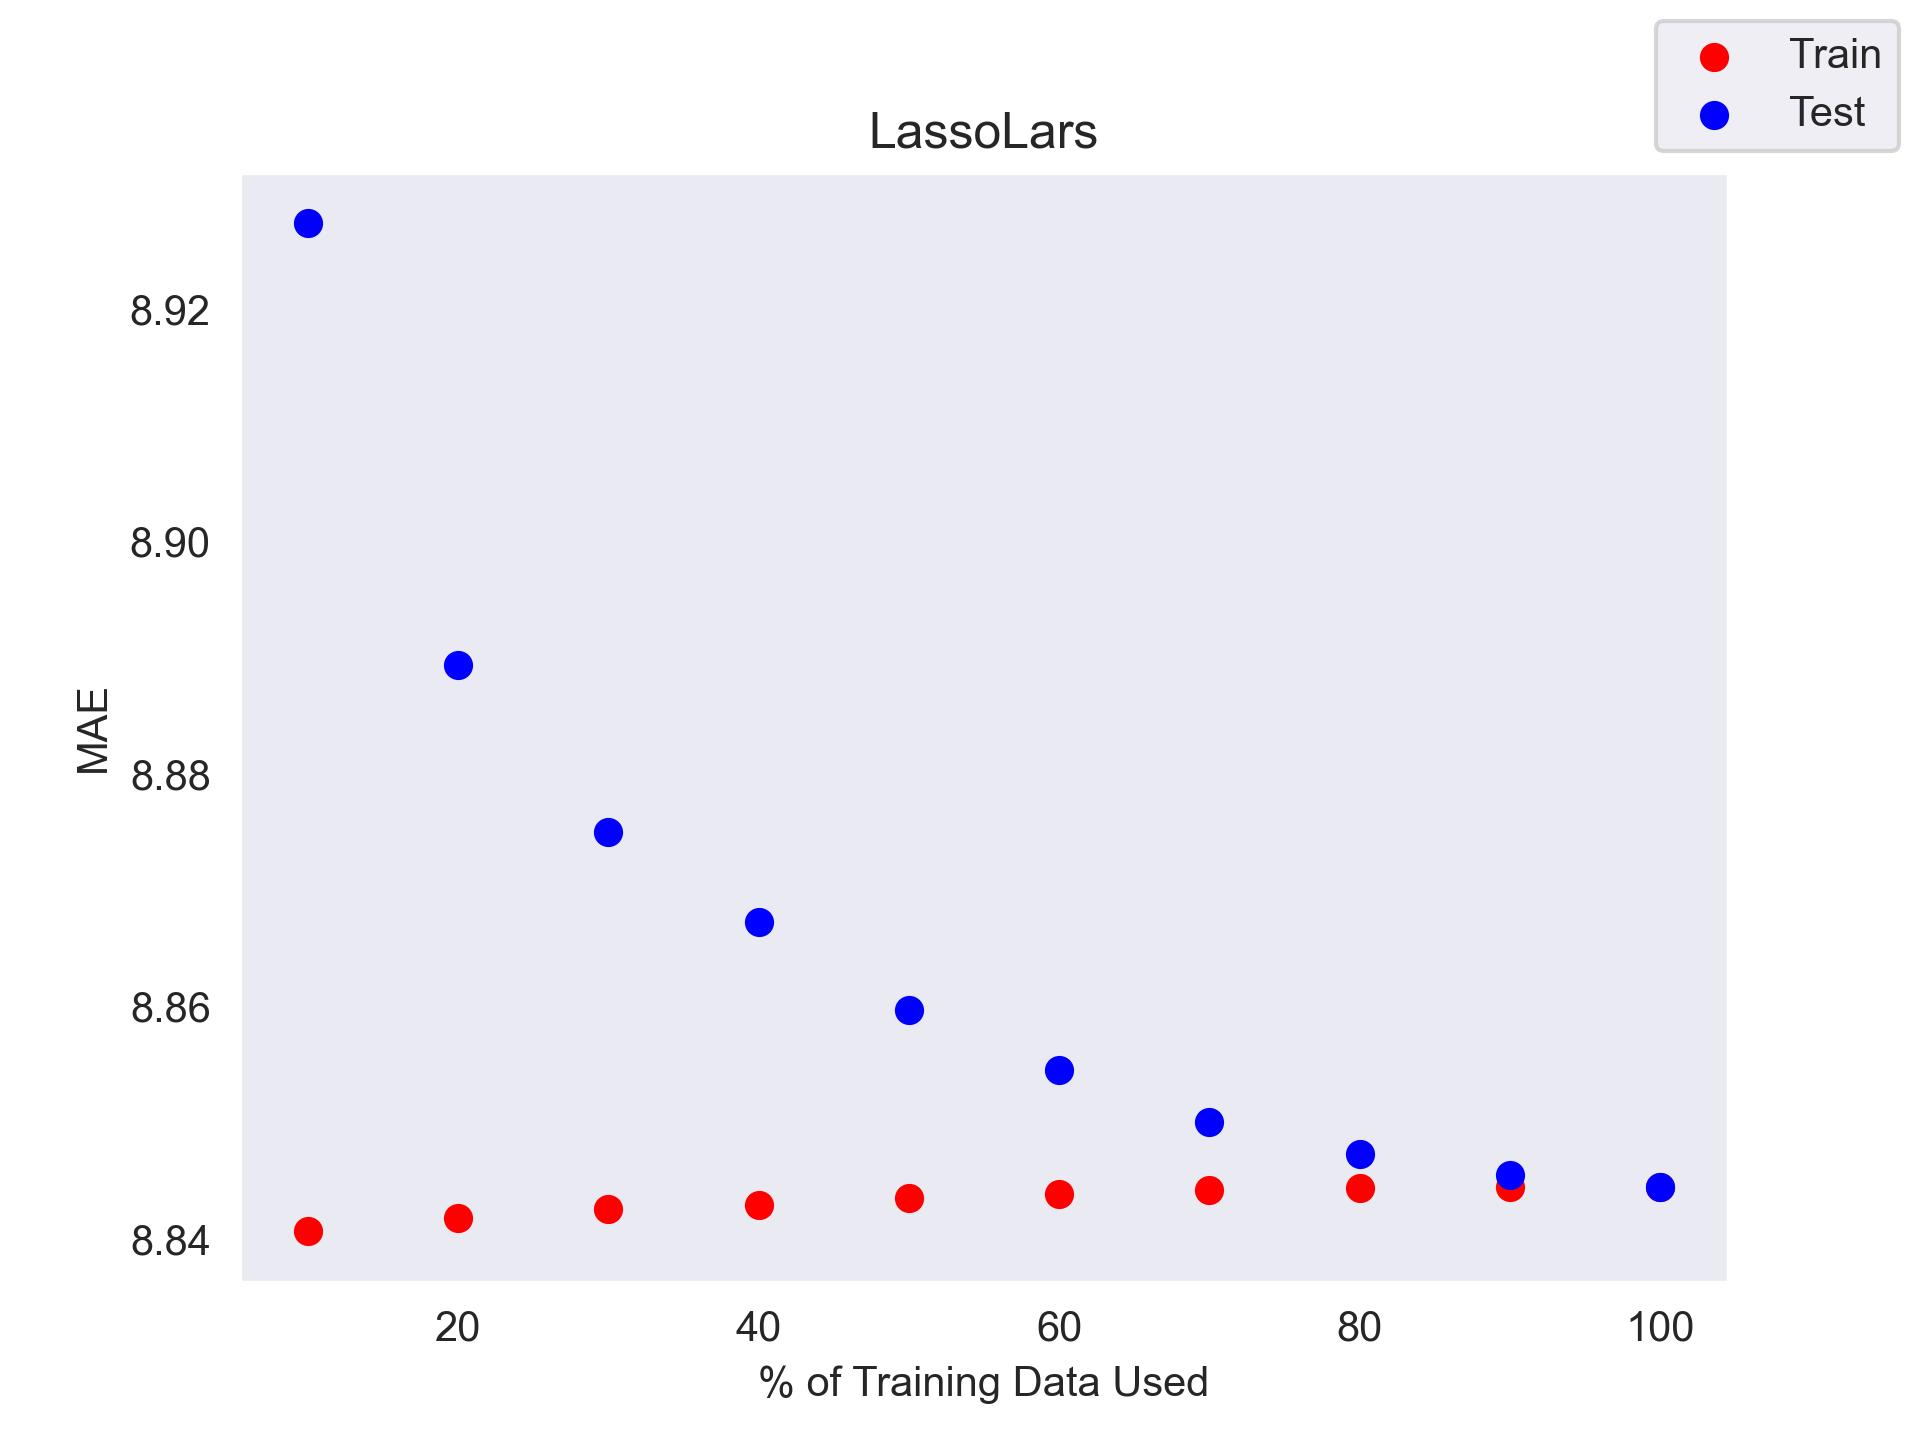 Train
Test
LassoLars
8.92
8.90
8.88
8.86
8.84
MAE
20 40 60 80 100
% of Training Data Used